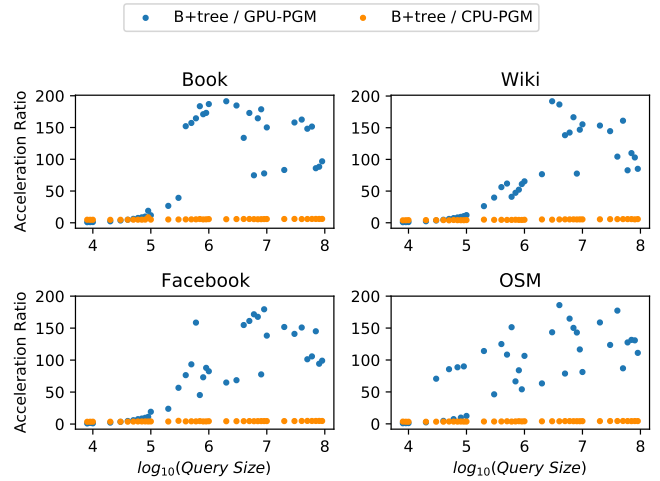 B+tree / GPU-PGM B+tree / CPU-PGM
Book Wiki
Acceleration Ratio
200
150
100
50
0
4 5 6 7 8
200
150
100
50
0
4 5 6 7 8
Facebook OSM
Acceleration Ratio
200
150
100
50
0
4 5 6 7 8
log10(Query Size)
200
150
100
50
0
4 5 6 7 8
log10(Query Size)